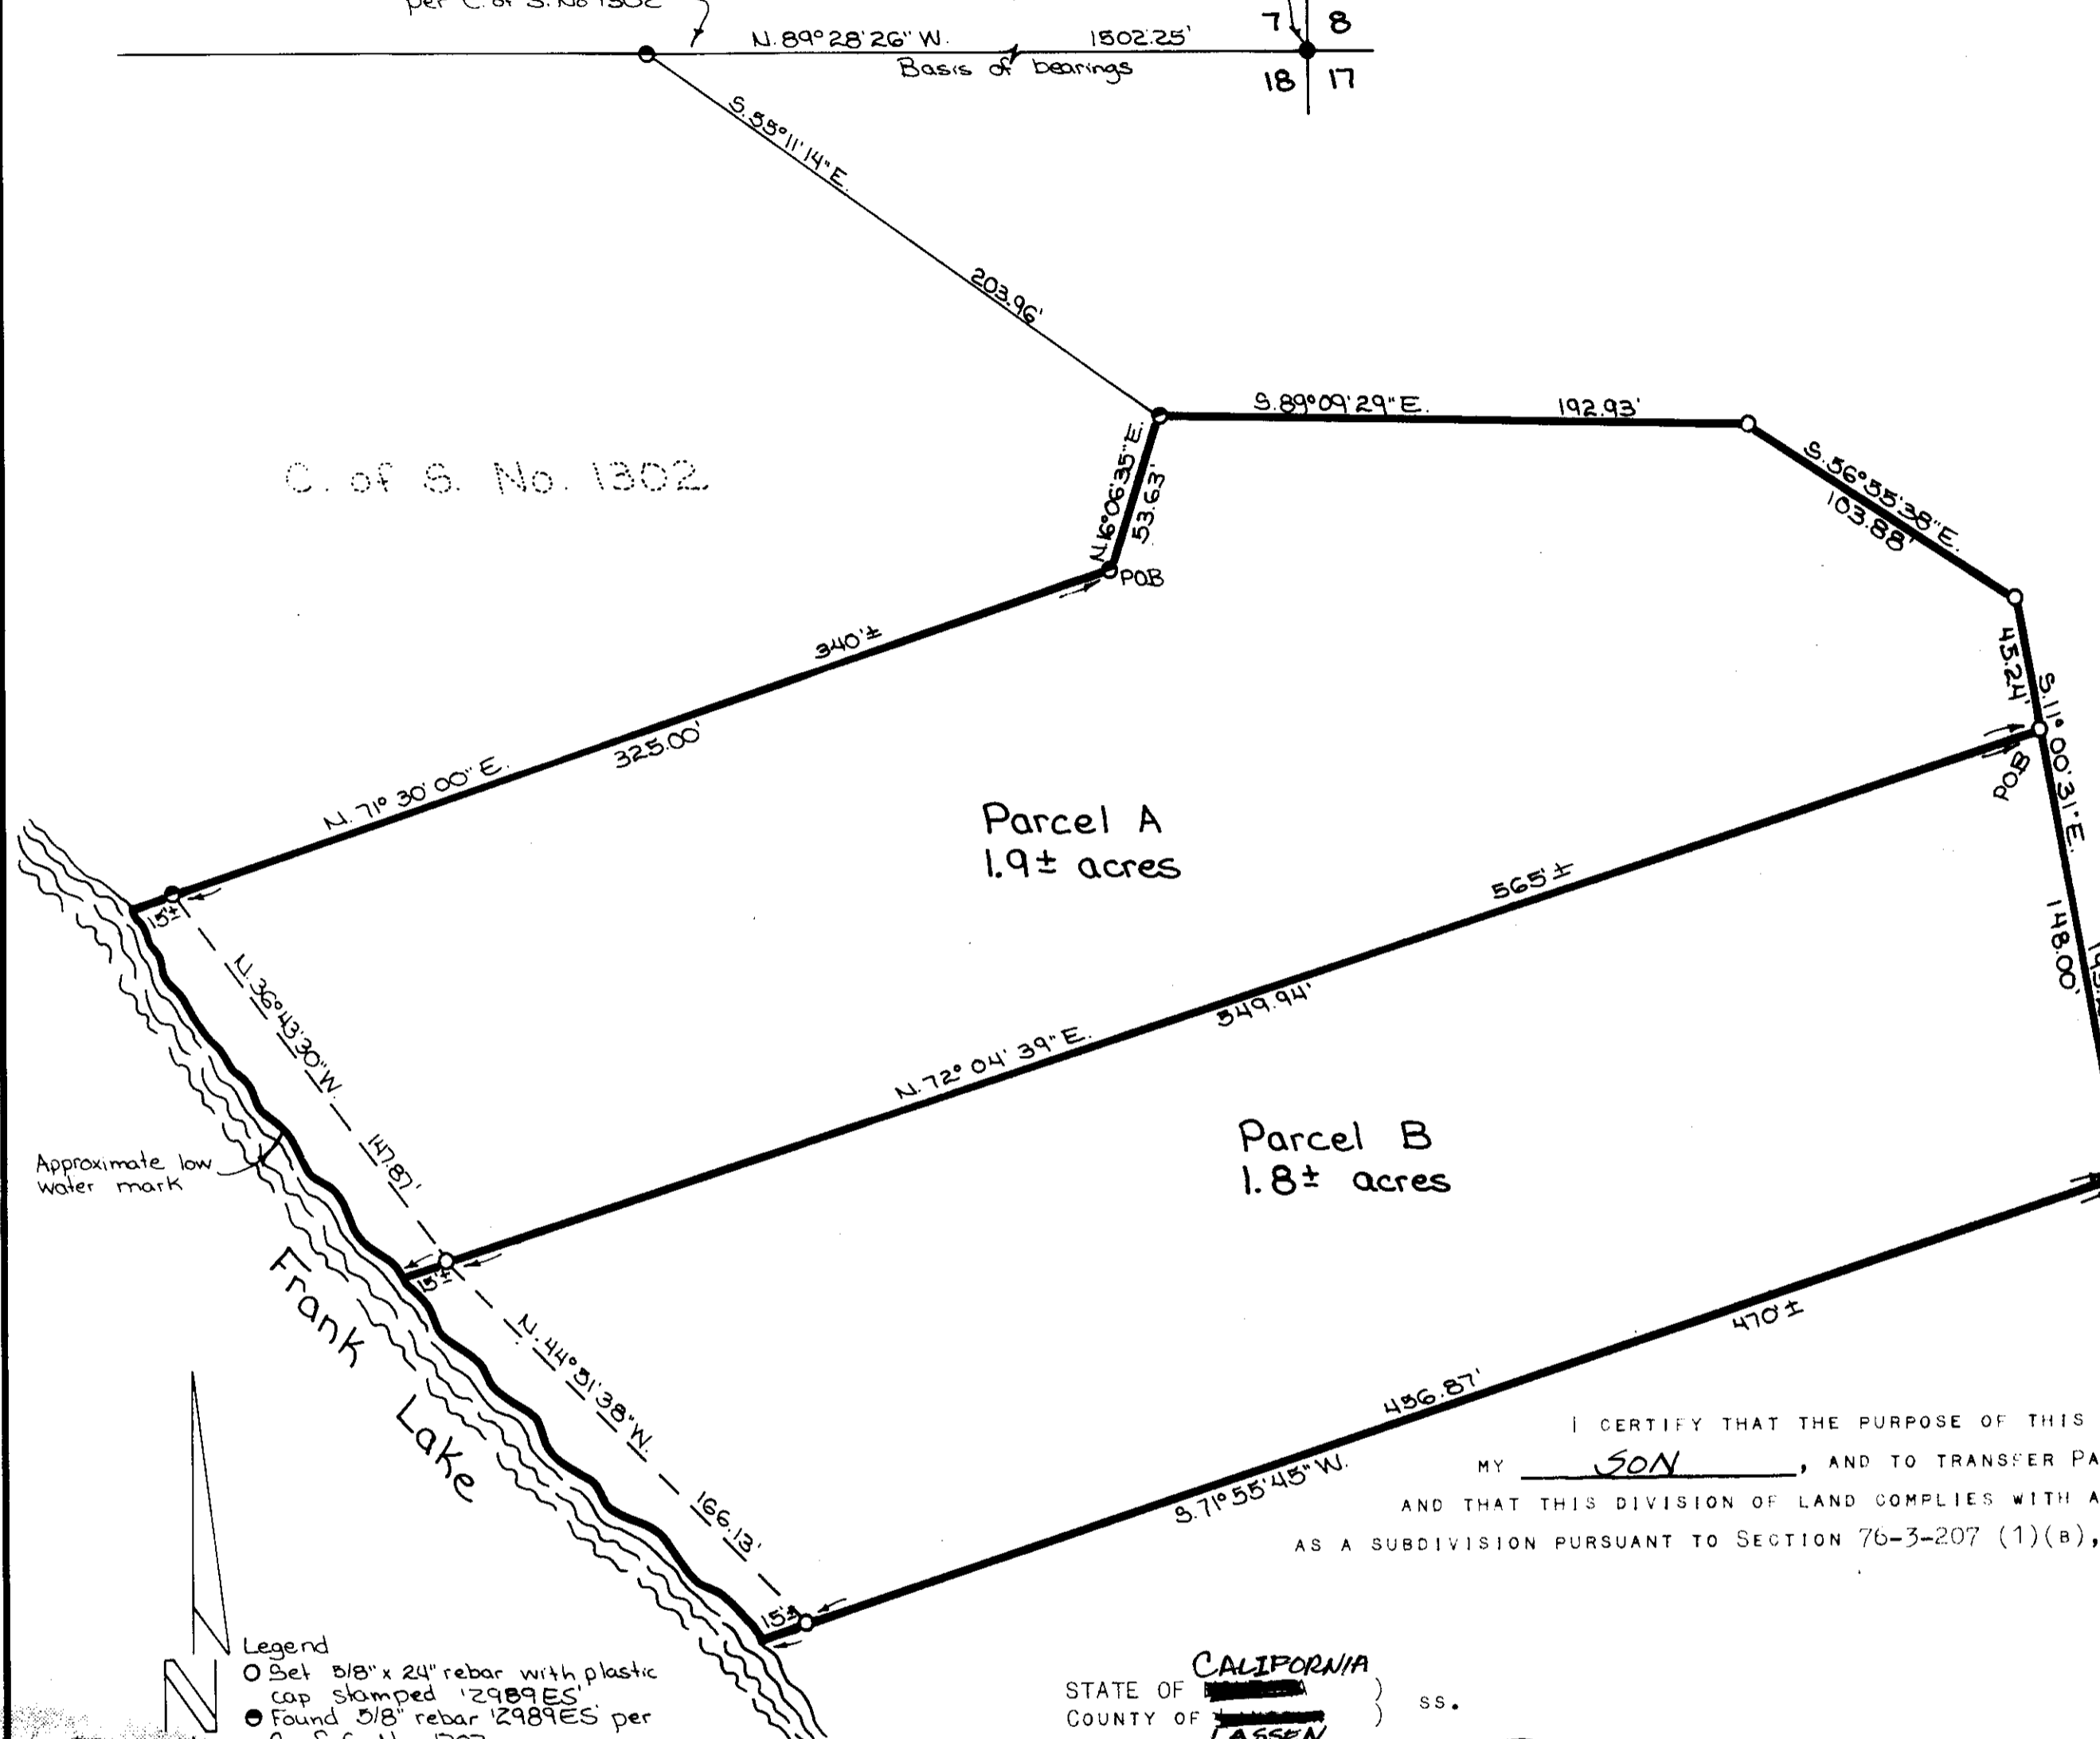 per C. of S. No 1302
7 8
N. 89° 28' 26" W. 1502.25'
Basis of bearings
18 17
S. 55° 11' 14" E.
203.96'
S. 89° 09' 29" E. 192.93'
N. 16° 06' 35" E.
53.63'
S. 56° 55' 38" E.
103.88'
C. of S. No. 1302
POB
340'±
45.24'
S. 11° 00' 31" E.
N. 71° 30' 00" E.
325.00'
POB
Parcel A
1.9± acres
565'±
15'±
148.00'
N. 36° 43' 30" W.
549.94'
N. 72° 04' 39" E.
147.87'
Parcel B
1.8± acres
Approximate low
water mark
15'±
Frank
Lake
N. 44° 51' 38" W.
470'±
456.87'
S. 71° 55' 45" W.
166.13'
15'±
I CERTIFY THAT THE PURPOSE OF THIS
MY SON, AND TO TRANSFER PA
AND THAT THIS DIVISION OF LAND COMPLIES WITH A
AS A SUBDIVISION PURSUANT TO SECTION 76-3-207 (1)(B),
N
Legend
Set 5/8" x 24" rebar with plastic
cap stamped '2989ES'
Found 5/8" rebar '2989ES' per
CALIFORNIA
STATE OF ) SS.
COUNTY OF )
LASSEN